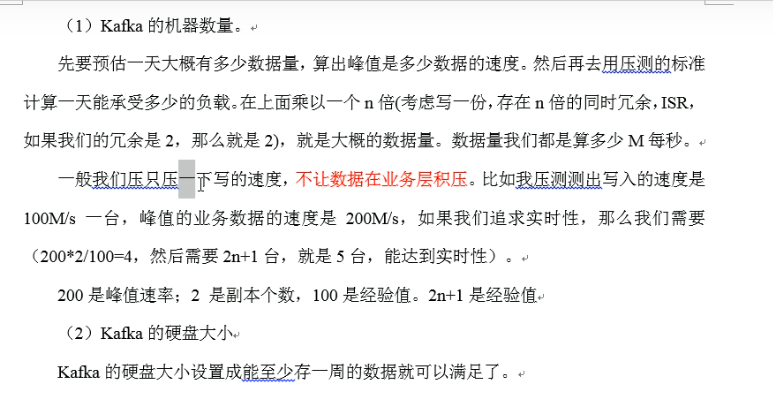 （1）Kafka 的机器数量。
先要预估一天大概有多少数据量，算出峰值是多少数据的速度。然后再去用压测的标准
计算一天能承受多少的负载。在上面乘以一个 n 倍(考虑写一份，存在 n 倍的同时冗余，ISR，
如果我们的冗余是 2，那么就是 2)，就是大概的数据量。数据量我们都是算多少 M 每秒。
一般我们压只压一下写的速度，不让数据在业务层积压。比如我压测测出写入的速度是
100M/s 一台，峰值的业务数据的速度是 200M/s，如果我们追求实时性，那么我们需要
（200*2/100=4，然后需要 2n+1 台，就是 5 台，能达到实时性）。
200 是峰值速率；2 是副本个数，100 是经验值。2n+1 是经验值
（2）Kafka 的硬盘大小
Kafka 的硬盘大小设置成能至少存一周的数据就可以满足了。